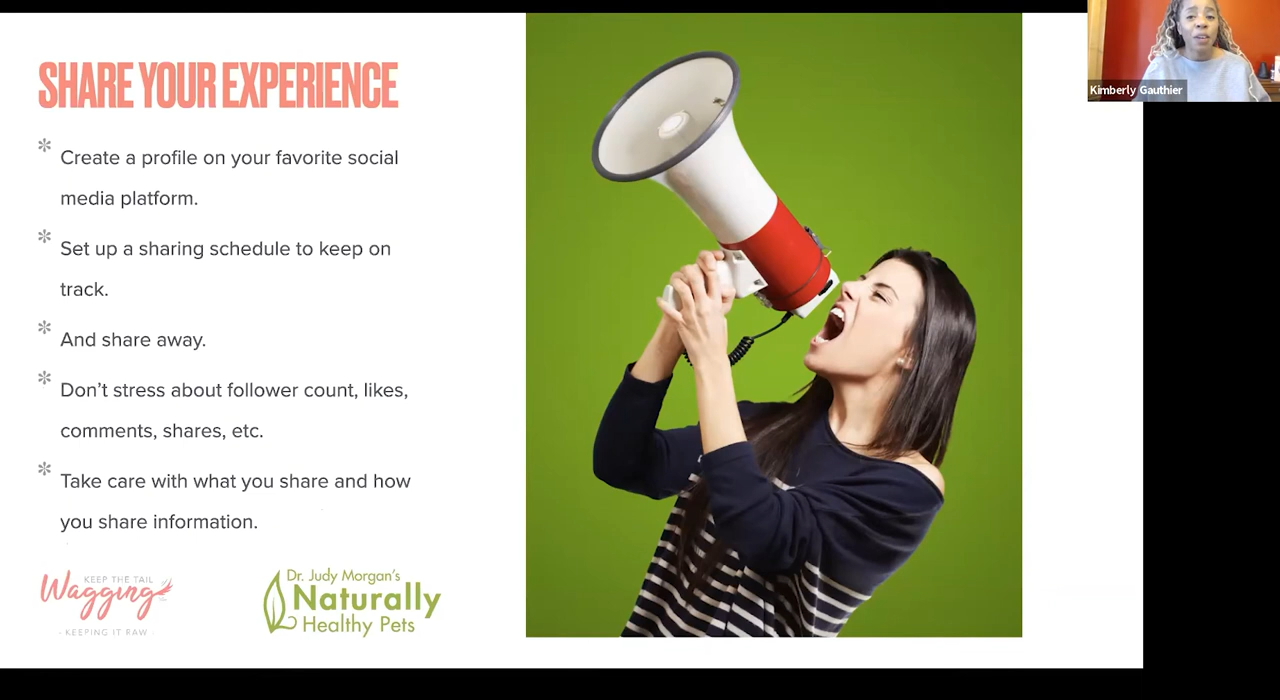 SHARE YOUR EXPERIENCE
Create a profile on your favorite social
media platform.
Set up a sharing schedule to keep on
track.
And share away.
Don’t stress about follower count, likes,
comments, shares, etc.
Take care with what you share and how
you share information.
KEEP THE TAIL
Wagging
· KEEPING IT RAW ·
Dr. Judy Morgan's
Naturally
Healthy Pets
Kimberly Gauthier